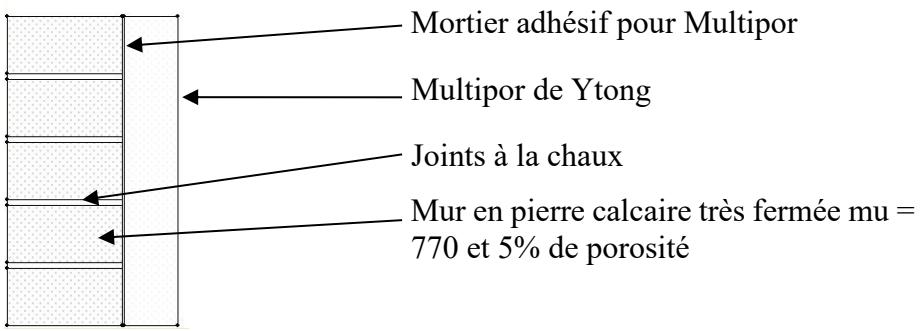 Mortier adhésif pour Multipor
Multipor de Ytong
Joints à la chaux
Mur en pierre calcaire très fermée mu =
770 et 5% de porosité